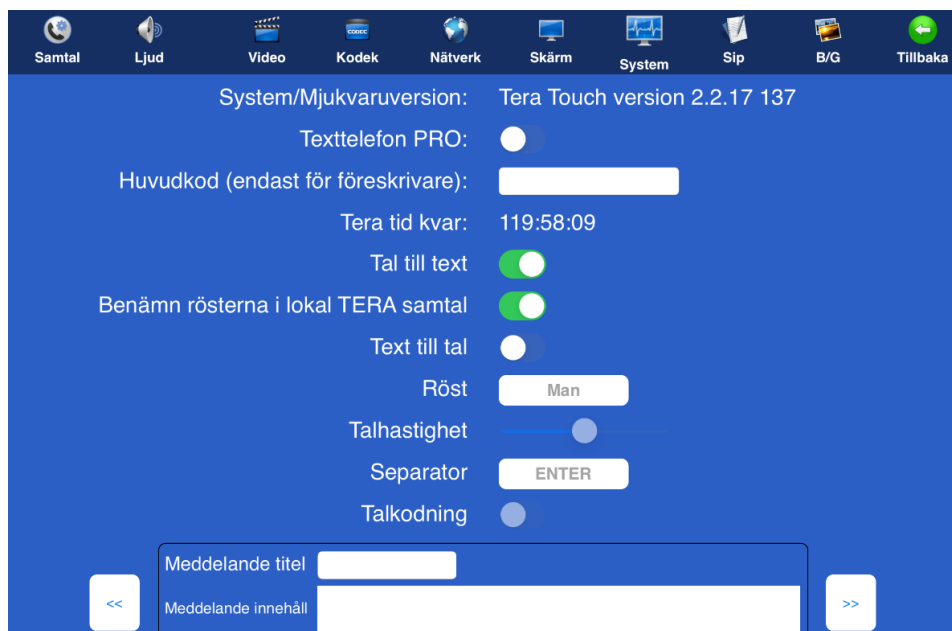 Samtal Ljud Video Kodek Nätverk Skärm System Sip B/G Tillbaka
CODEC
System/Mjukvaruversion: Tera Touch version 2.2.17 137
Texttelefon PRO:
Huvudkod (endast för föreskrivare):
Tera tid kvar: 119:58:09
Tal till text
Benämn rösterna i lokal TERA samtal
Text till tal
Röst Man
Talhastighet
Separator ENTER
Talkodning
Meddelande titel
<< Meddelande innehåll >>